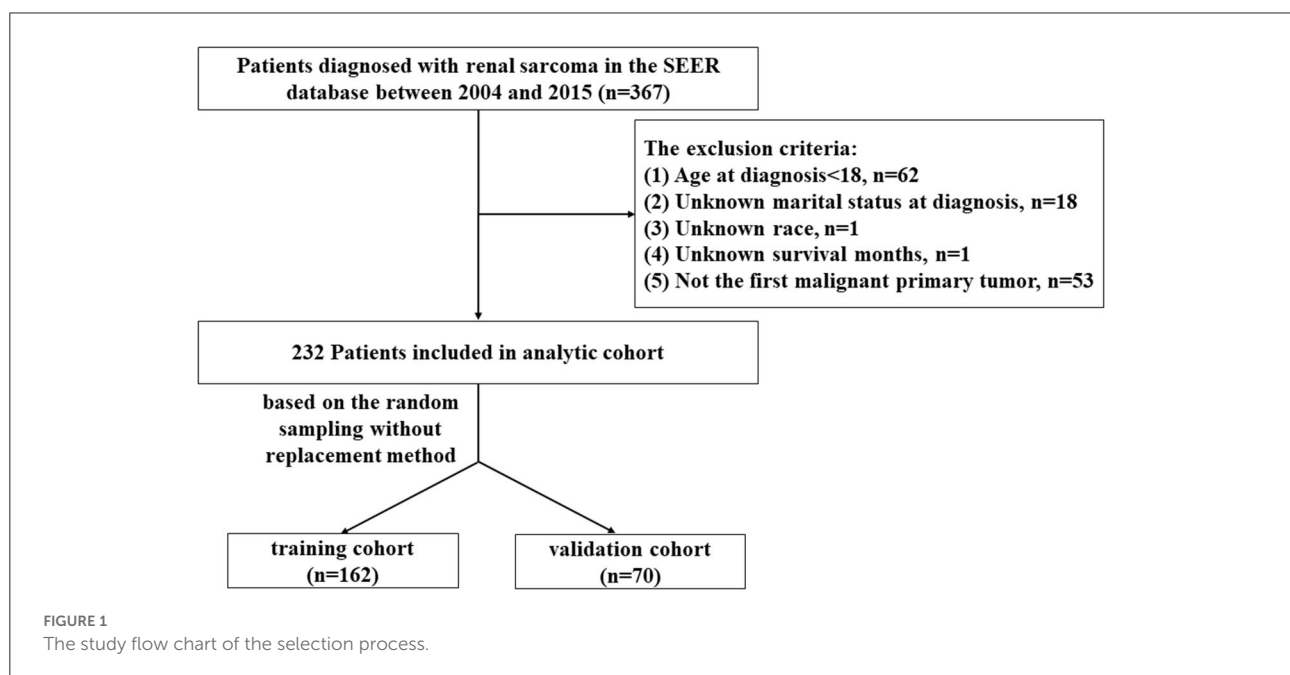 Patients diagnosed with renal sarcoma in the SEER
database between 2004 and 2015 (n=367)
The exclusion criteria:
(1) Age at diagnosis<18, n=62
(2) Unknown marital status at diagnosis, n=18
(3) Unknown race, n=1
(4) Unknown survival months, n=1
(5) Not the first malignant primary tumor, n=53
232 Patients included in analytic cohort
based on the random
sampling without
replacement method
training cohort
(n=162)
validation cohort
(n=70)
FIGURE 1
The study flow chart of the selection process.